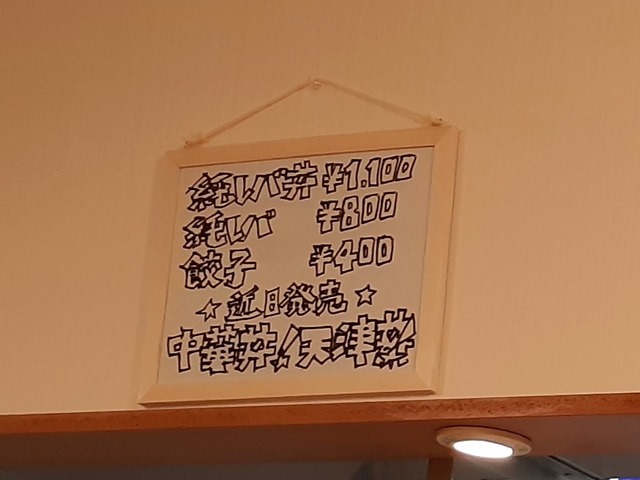 純レバ丼 ¥1.100
純レバ ¥800
餃子 ¥400
☆近日発売☆
中華丼/天津丼